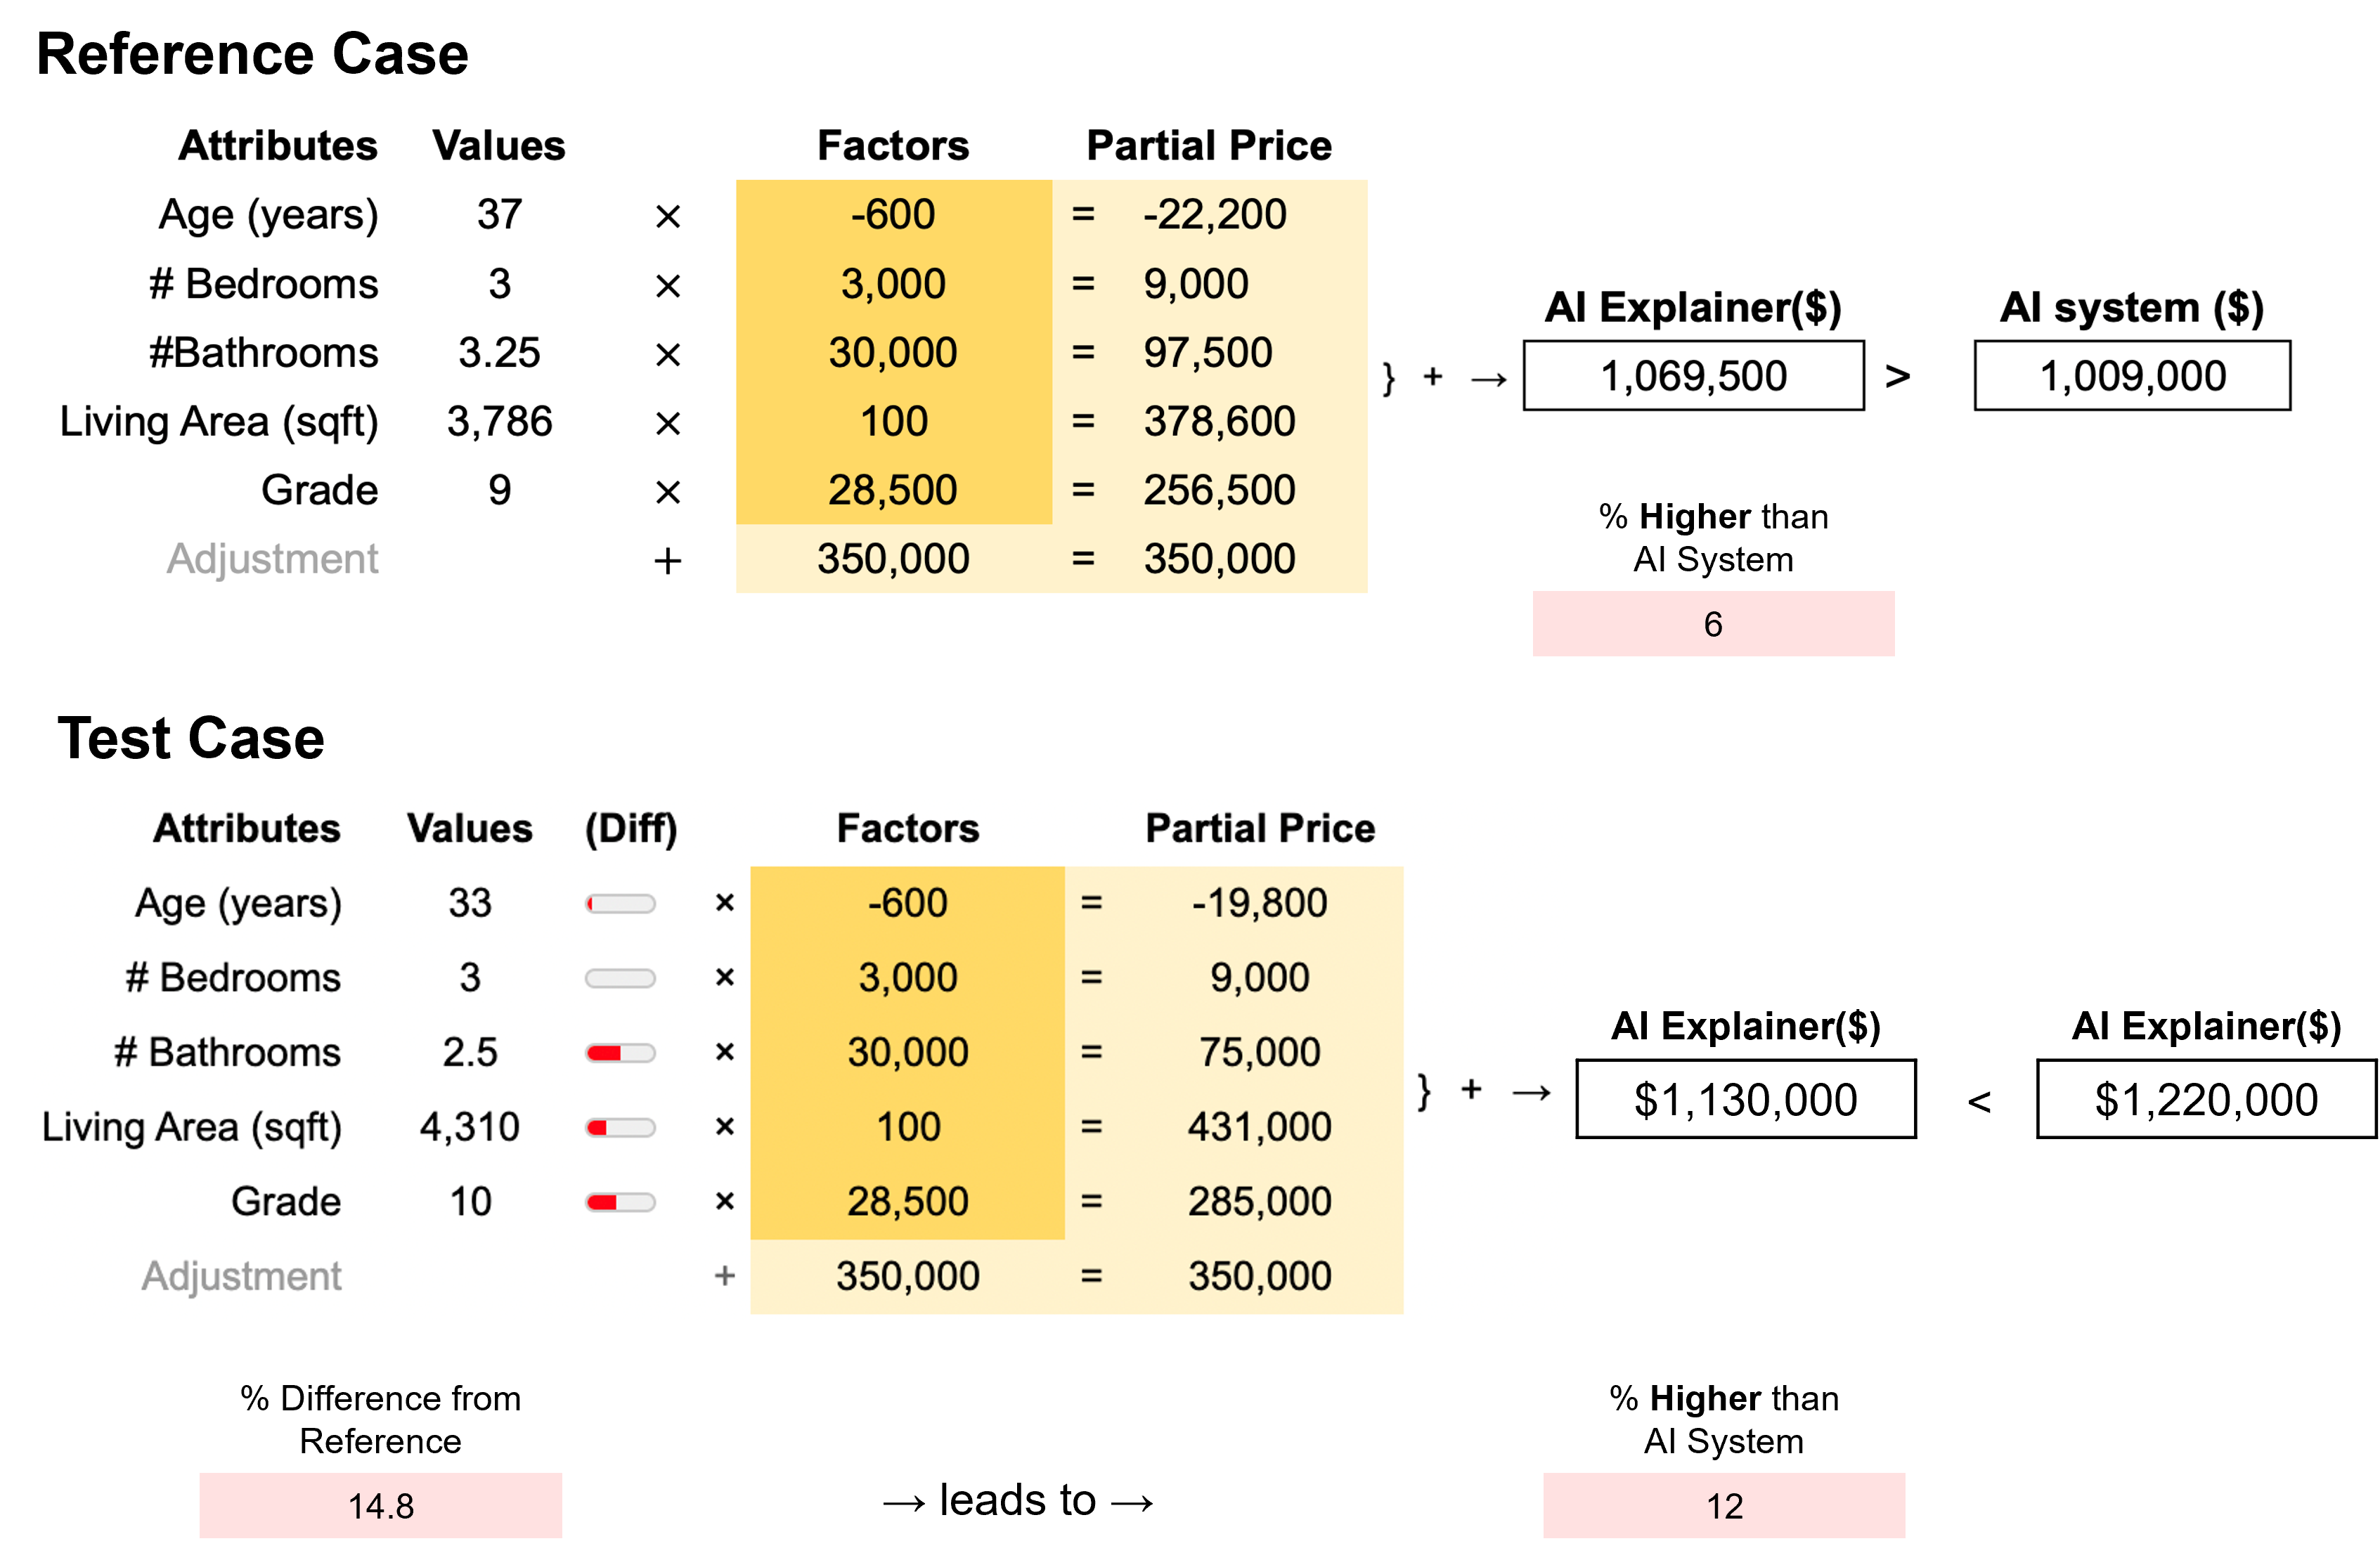 Reference Case
Attributes Values Factors Partial Price
Age (years) 37 × -600 = -22,200
# Bedrooms 3 × 3,000 = 9,000
#Bathrooms 3.25 × 30,000 = 97,500
Living Area (sqft) 3,786 × 100 = 378,600
Grade 9 × 28,500 = 256,500
Adjustment + 350,000 = 350,000
} + →
AI Explainer($) AI system ($)
1,069,500 > 1,009,000
% Higher than
AI System
6
Test Case
Attributes Values (Diff) Factors Partial Price
Age (years) 33 × -600 = -19,800
# Bedrooms 3 × 3,000 = 9,000
# Bathrooms 2.5 × 30,000 = 75,000
Living Area (sqft) 4,310 × 100 = 431,000
Grade 10 × 28,500 = 285,000
Adjustment + 350,000 = 350,000
} + →
AI Explainer($) AI Explainer($)
$1,130,000 < $1,220,000
% Difference from
Reference
14.8
→ leads to →
% Higher than
AI System
12